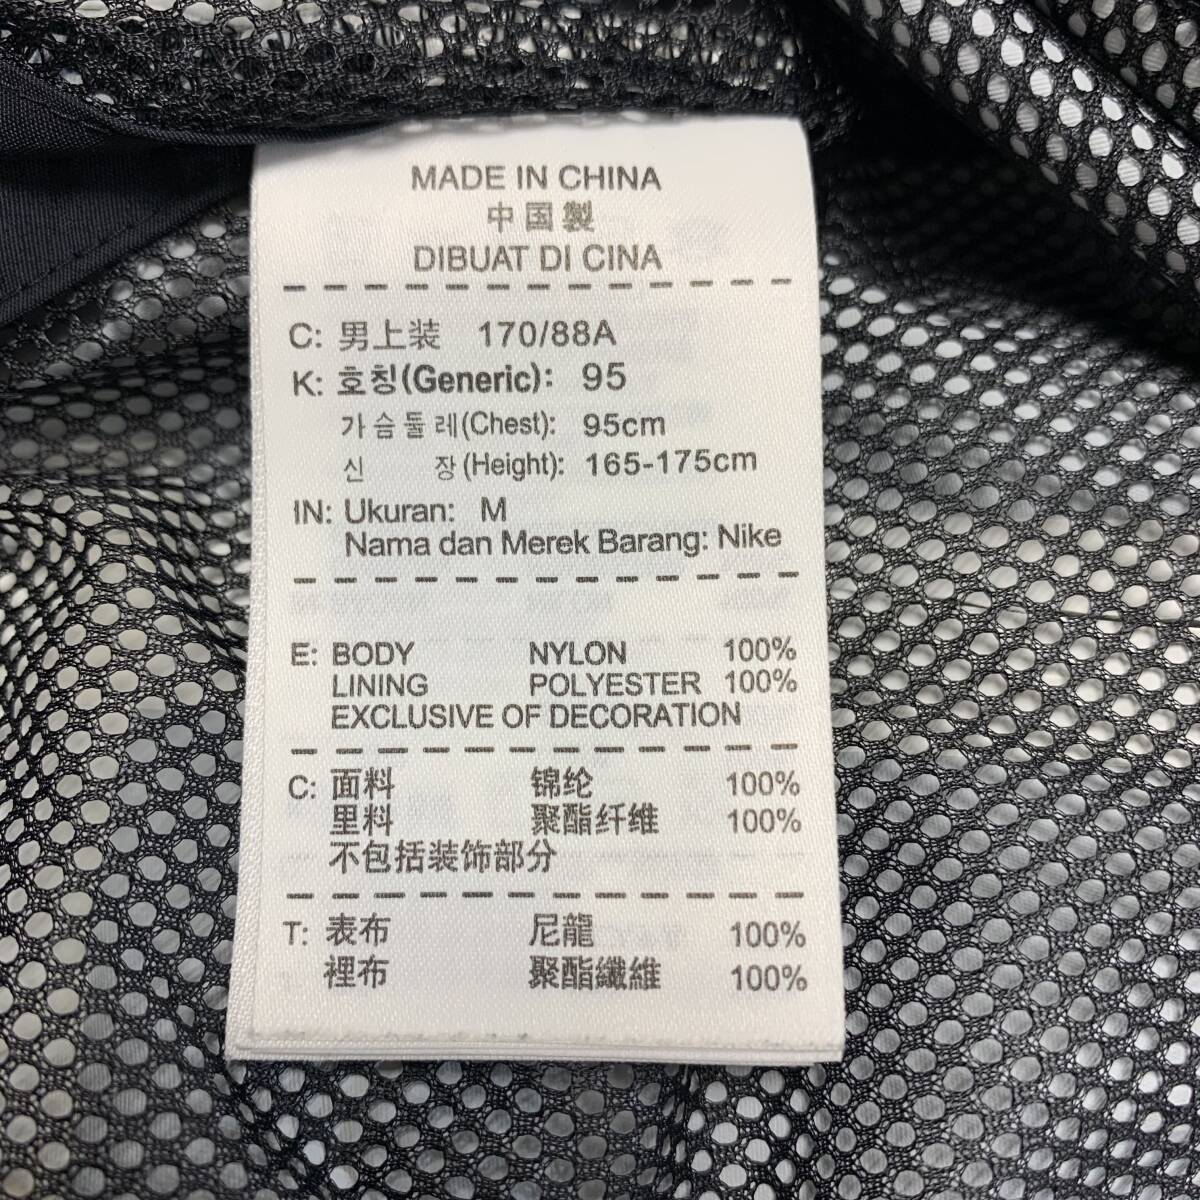 MADE IN CHINA
中国製
DIBUAT DI CINA
C: 男上装 170/88A
K: 호칭(Generic): 95
가슴둘레(Chest): 95cm
신 장(Height): 165-175cm
IN: Ukuran: M
Nama dan Merek Barang: Nike
E: BODY NYLON 100%
LINING POLYESTER 100%
EXCLUSIVE OF DECORATION
C: 面料 锦纶 100%
里料 聚酯纤维 100%
不包括装饰部分
T: 表布 尼龍 100%
裡布 聚酯纖維 100%